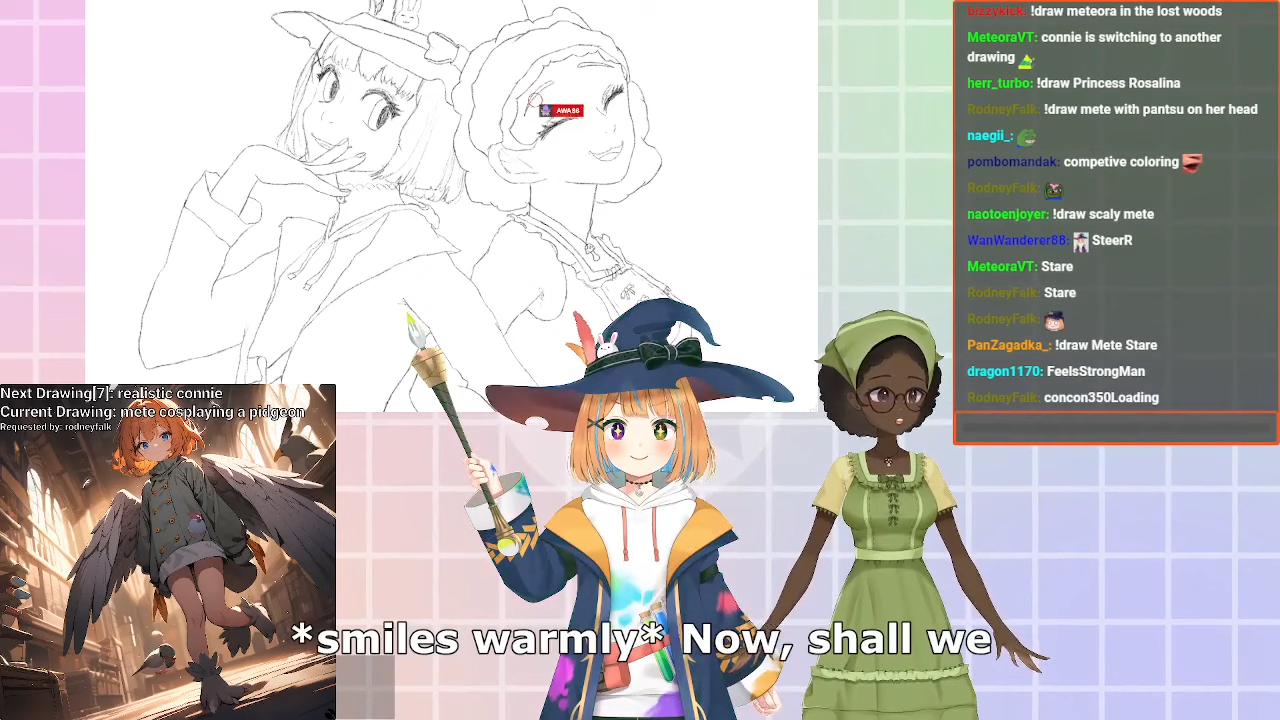 bizzykick: !draw meteora in the lost woods
MeteoraVT: connie is switching to another
drawing
herr_turbo: !draw Princess Rosalina
RodneyFalk: !draw mete with pantsu on her head
naegii_:
pombomandak: competive coloring
RodneyFalk:
naotoenjoyer: !draw scaly mete
WanWanderer88: SteerR
MeteoraVT: Stare
RodneyFalk: Stare
RodneyFalk:
PanZagadka_: !draw Mete Stare
dragon1170: FeelsStrongMan
RodneyFalk: concon350Loading
AWA86
Next Drawing[7]: realistic connie
Current Drawing: mete cosplaying a pidgeon
Requested by: rodneyfalk
*smiles warmly* Now, shall we